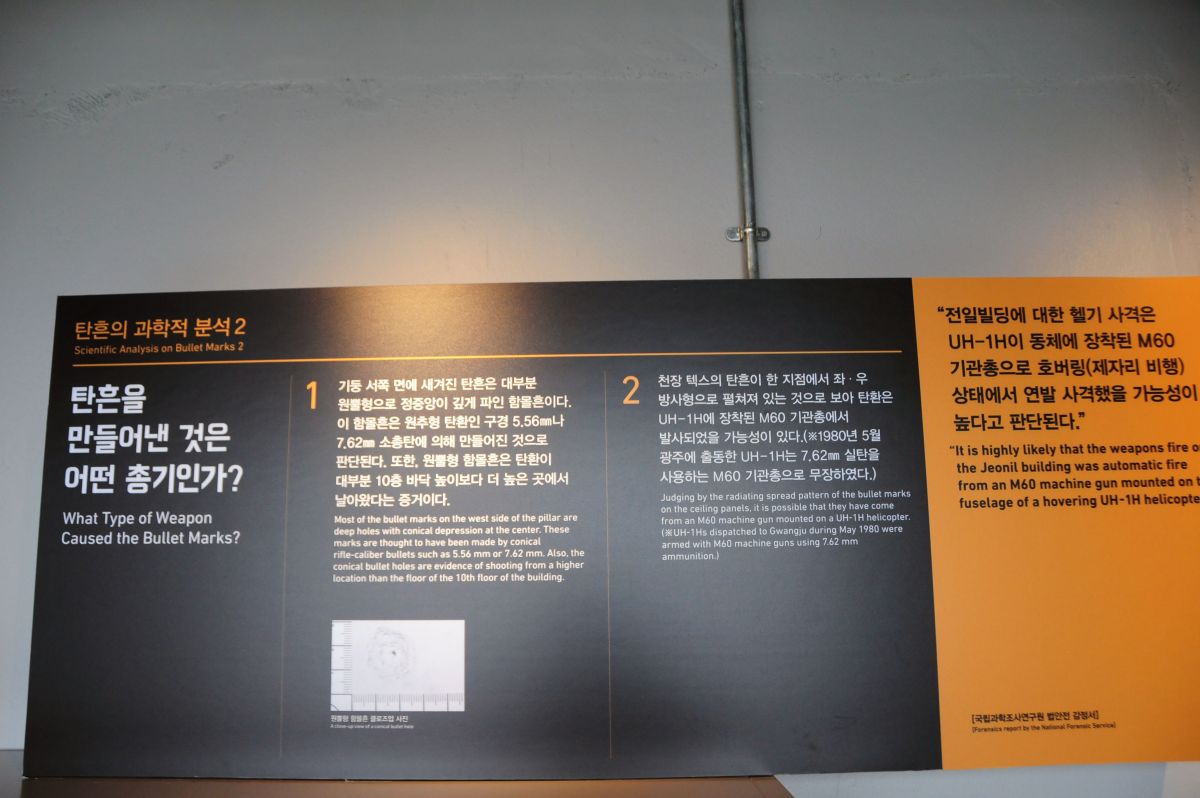 탄흔의 과학적 분석 2
Scientific Analysis on Bullet Marks 2
탄흔을
만들어낸 것은
어떤 총기인가?
What Type of Weapon
Caused the Bullet Marks?
1
기둥 서쪽 면에 새겨진 탄흔은 대부분
원뿔형으로 정중앙이 깊게 파인 함몰흔이다.
이 함몰흔은 원추형 탄환인 구경 5.56㎜나
7.62㎜ 소총탄에 의해 만들어진 것으로
판단된다. 또한, 원뿔형 함몰흔은 탄환이
대부분 10층 바닥 높이보다 더 높은 곳에서
날아왔다는 증거이다.
Most of the bullet marks on the west side of the pillar are
deep holes with conical depression at the center. These
marks are thought to have been made by conical
rifle-caliber bullets such as 5.56 mm or 7.62 mm. Also, the
conical bullet holes are evidence of shooting from a higher
location than the floor of the 10th floor of the building.
원뿔형 함몰흔 클로즈업 사진
A close-up view of a conical bullet hole
2
천장 텍스의 탄흔이 한 지점에서 좌·우
방사형으로 펼쳐져 있는 것으로 보아 탄환은
UH-1H에 장착된 M60 기관총에서
발사되었을 가능성이 있다.(※1980년 5월
광주에 출동한 UH-1H는 7.62㎜ 실탄을
사용하는 M60 기관총으로 무장하였다.)
Judging by the radiating spread pattern of the bullet marks
on the ceiling panels, it is possible that they have come
from an M60 machine gun mounted on a UH-1H helicopter.
(※UH-1Hs dispatched to Gwangju during May 1980 were
armed with M60 machine guns using 7.62 mm
ammunition.)
“전일빌딩에 대한 헬기 사격은
UH-1H이 동체에 장착된 M60
기관총으로 호버링(제자리 비행)
상태에서 연발 사격했을 가능성이
높다고 판단된다.”
“It is highly likely that the weapons fire
the Jeonil building was automatic fire
from an M60 machine gun mounted on
fuselage of a hovering UH-1H
[국립과학조사연구원 법안전 감정서]
[Forensics report by the National Forensic Service]